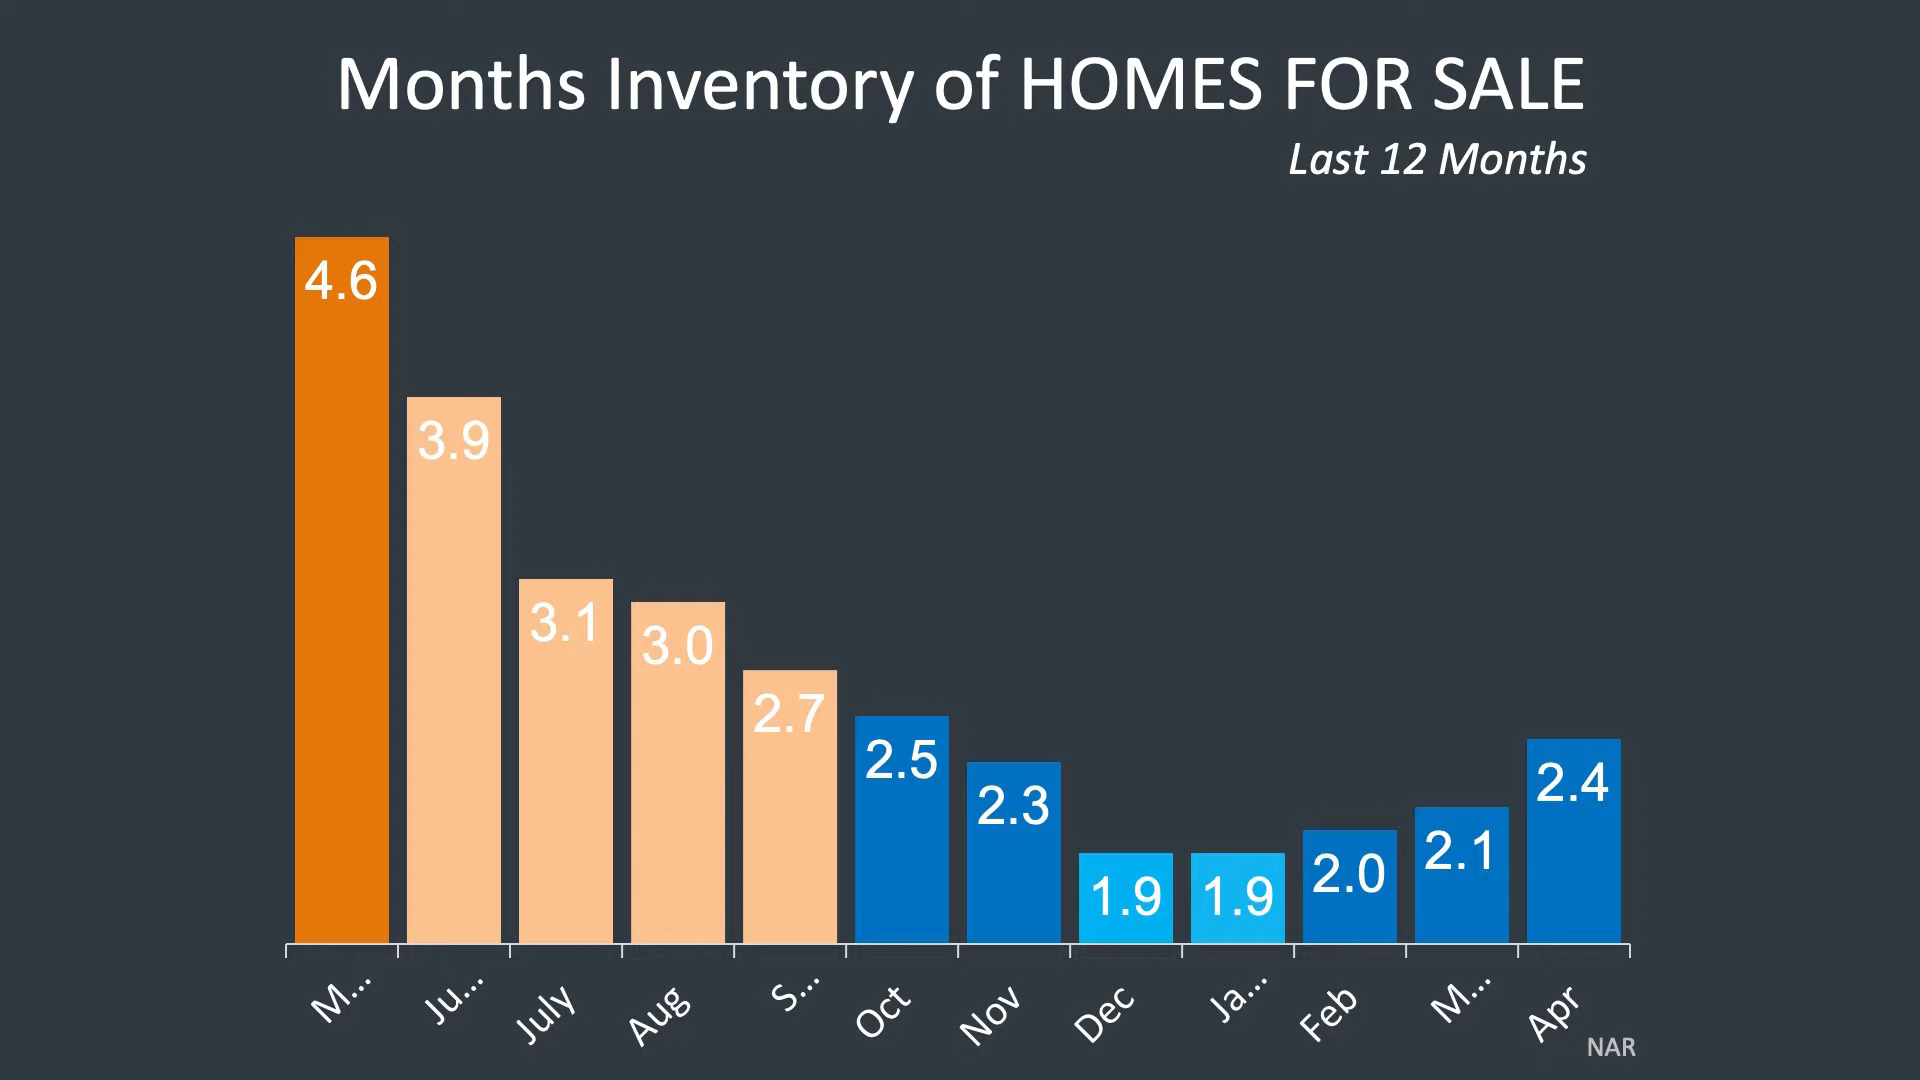 Months Inventory of HOMES FOR SALE
Last 12 Months
4.6
3.9
3.1
3.0
2.7
2.5
2.3
1.9
1.9
2.0
2.1
2.4
M...
Ju...
July
Aug
S...
Oct
Nov
Dec
Ja...
Feb
M...
Apr
NAR